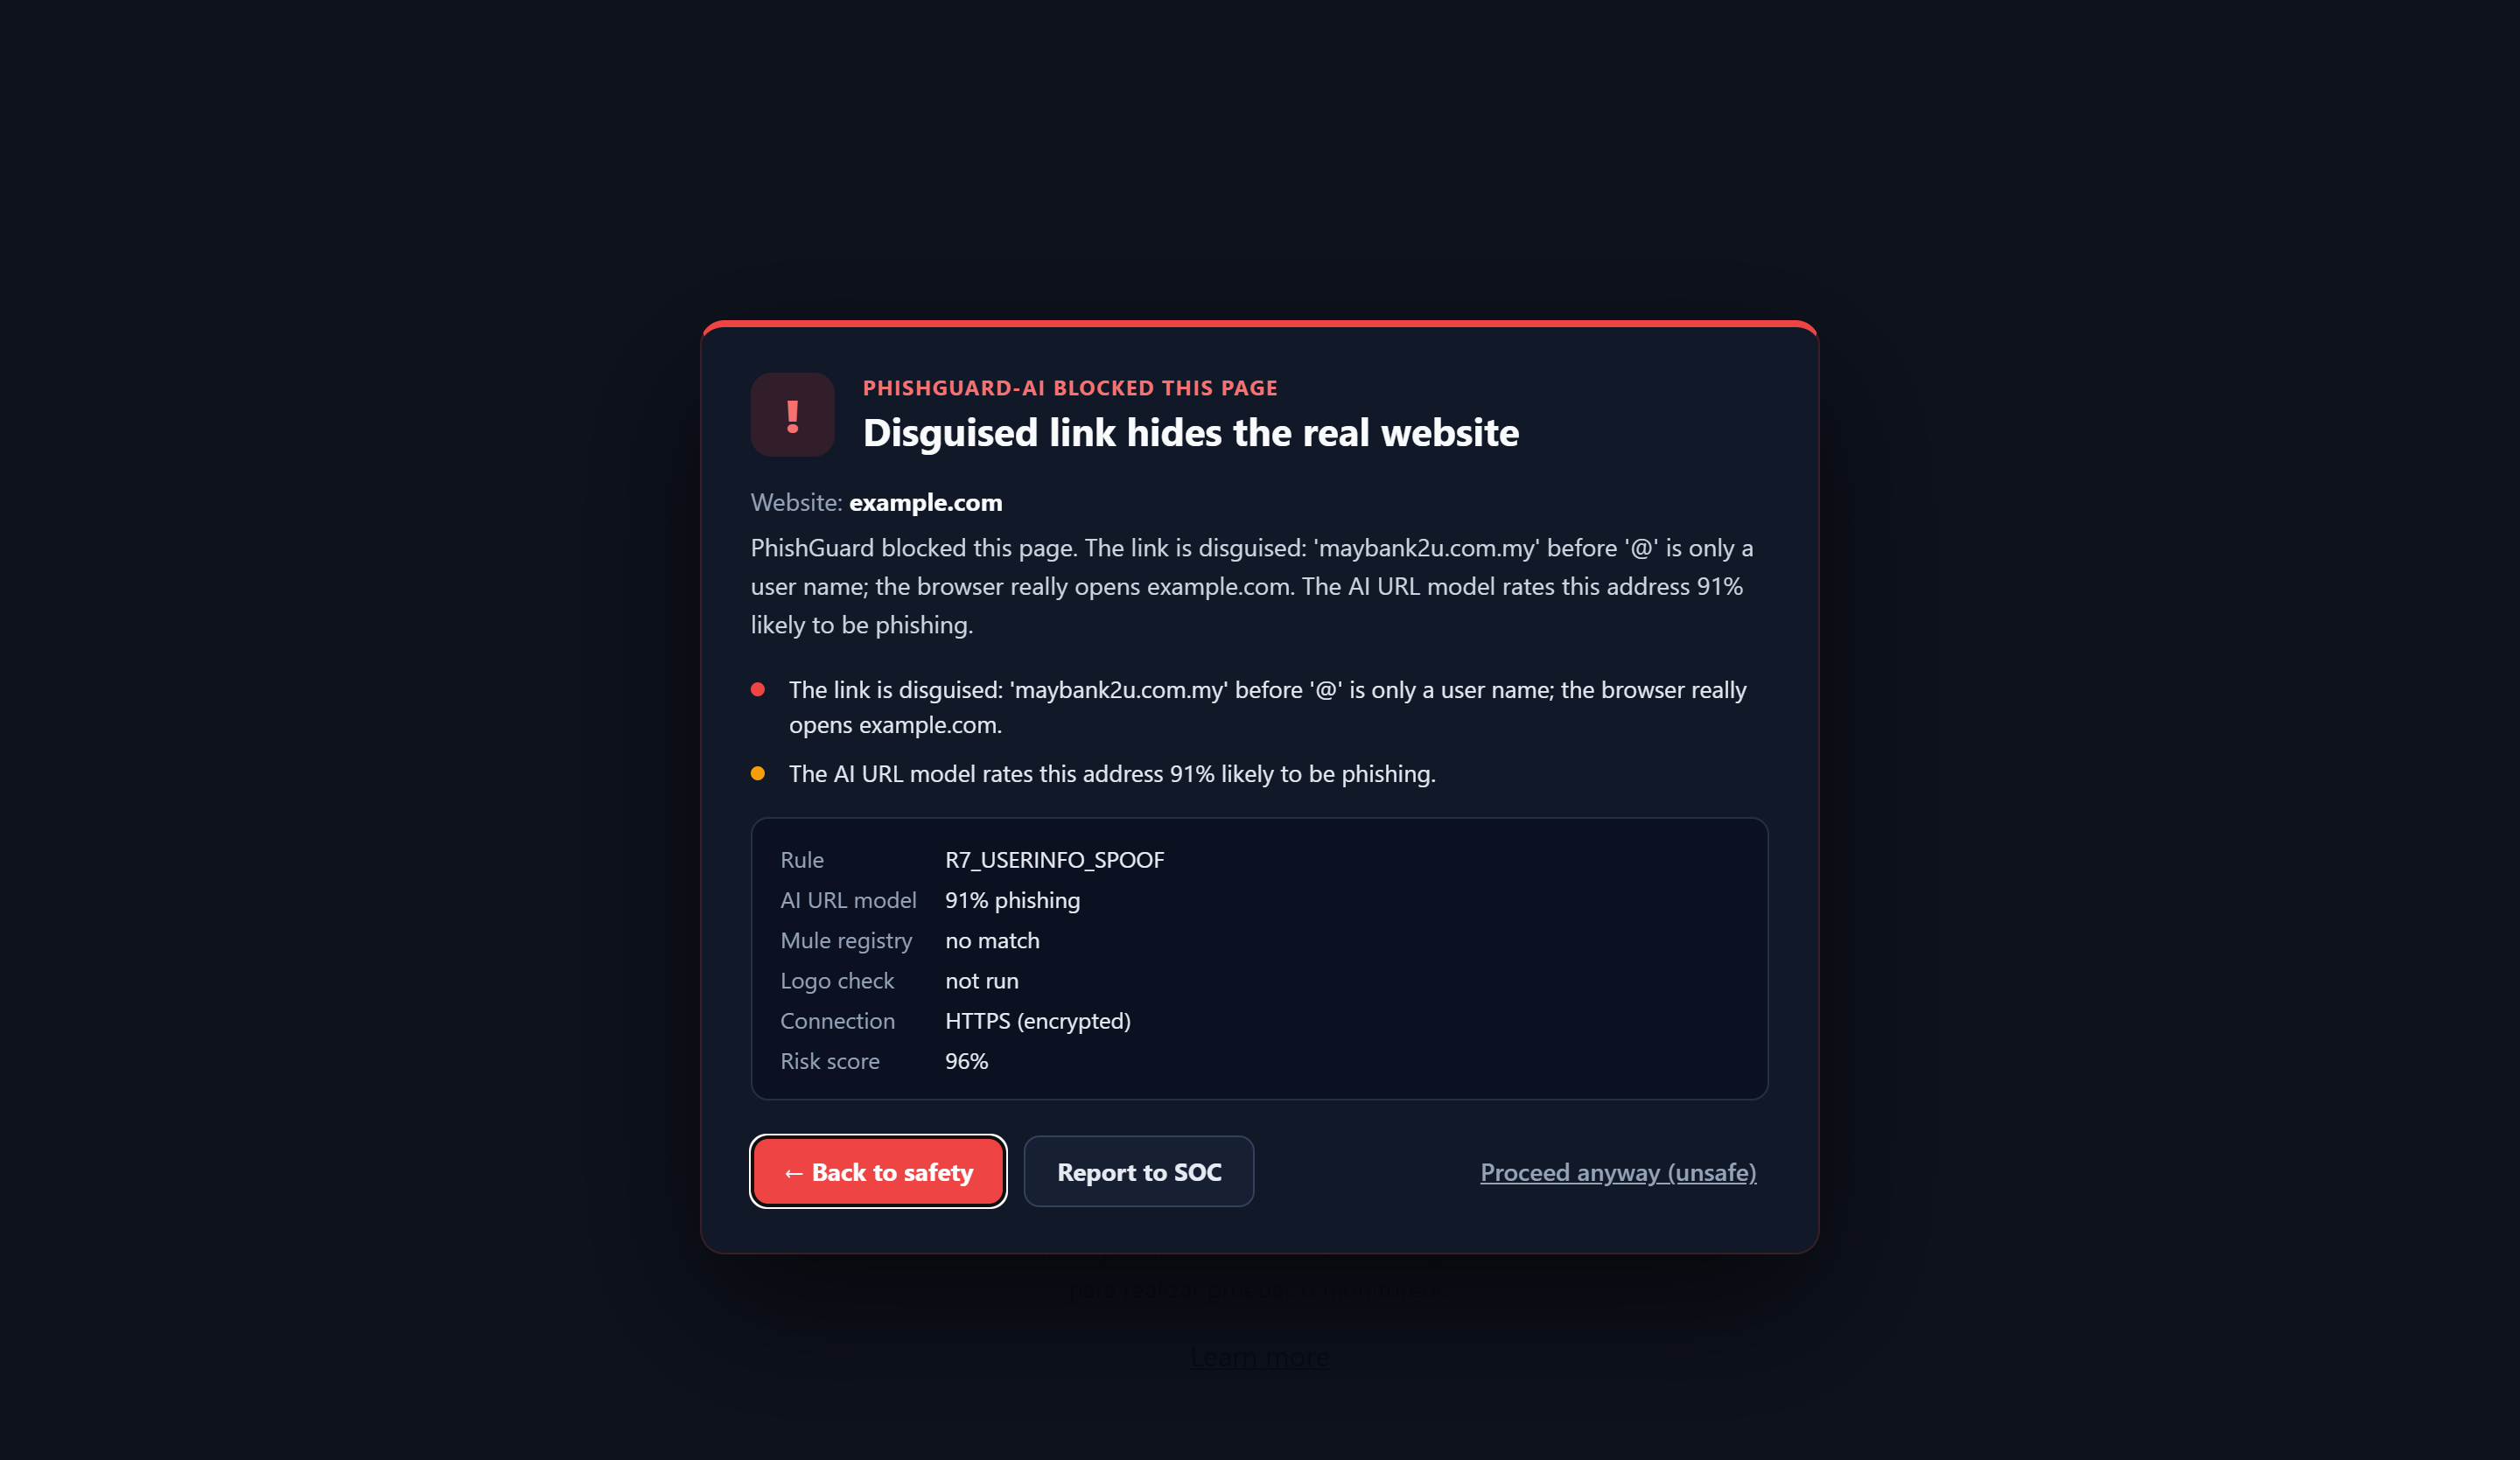 PHISHGUARD-AI BLOCKED THIS PAGE
Disguised link hides the real website
Website: example.com
PhishGuard blocked this page. The link is disguised: 'maybank2u.com.my' before '@' is only a
user name; the browser really opens example.com. The AI URL model rates this address 91%
likely to be phishing.
The link is disguised: 'maybank2u.com.my' before '@' is only a user name; the browser really
opens example.com.
The AI URL model rates this address 91% likely to be phishing.
Rule R7_USERINFO_SPOOF
AI URL model 91% phishing
Mule registry no match
Logo check not run
Connection HTTPS (encrypted)
Risk score 96%
← Back to safety Report to SOC Proceed anyway (unsafe)
Learn more